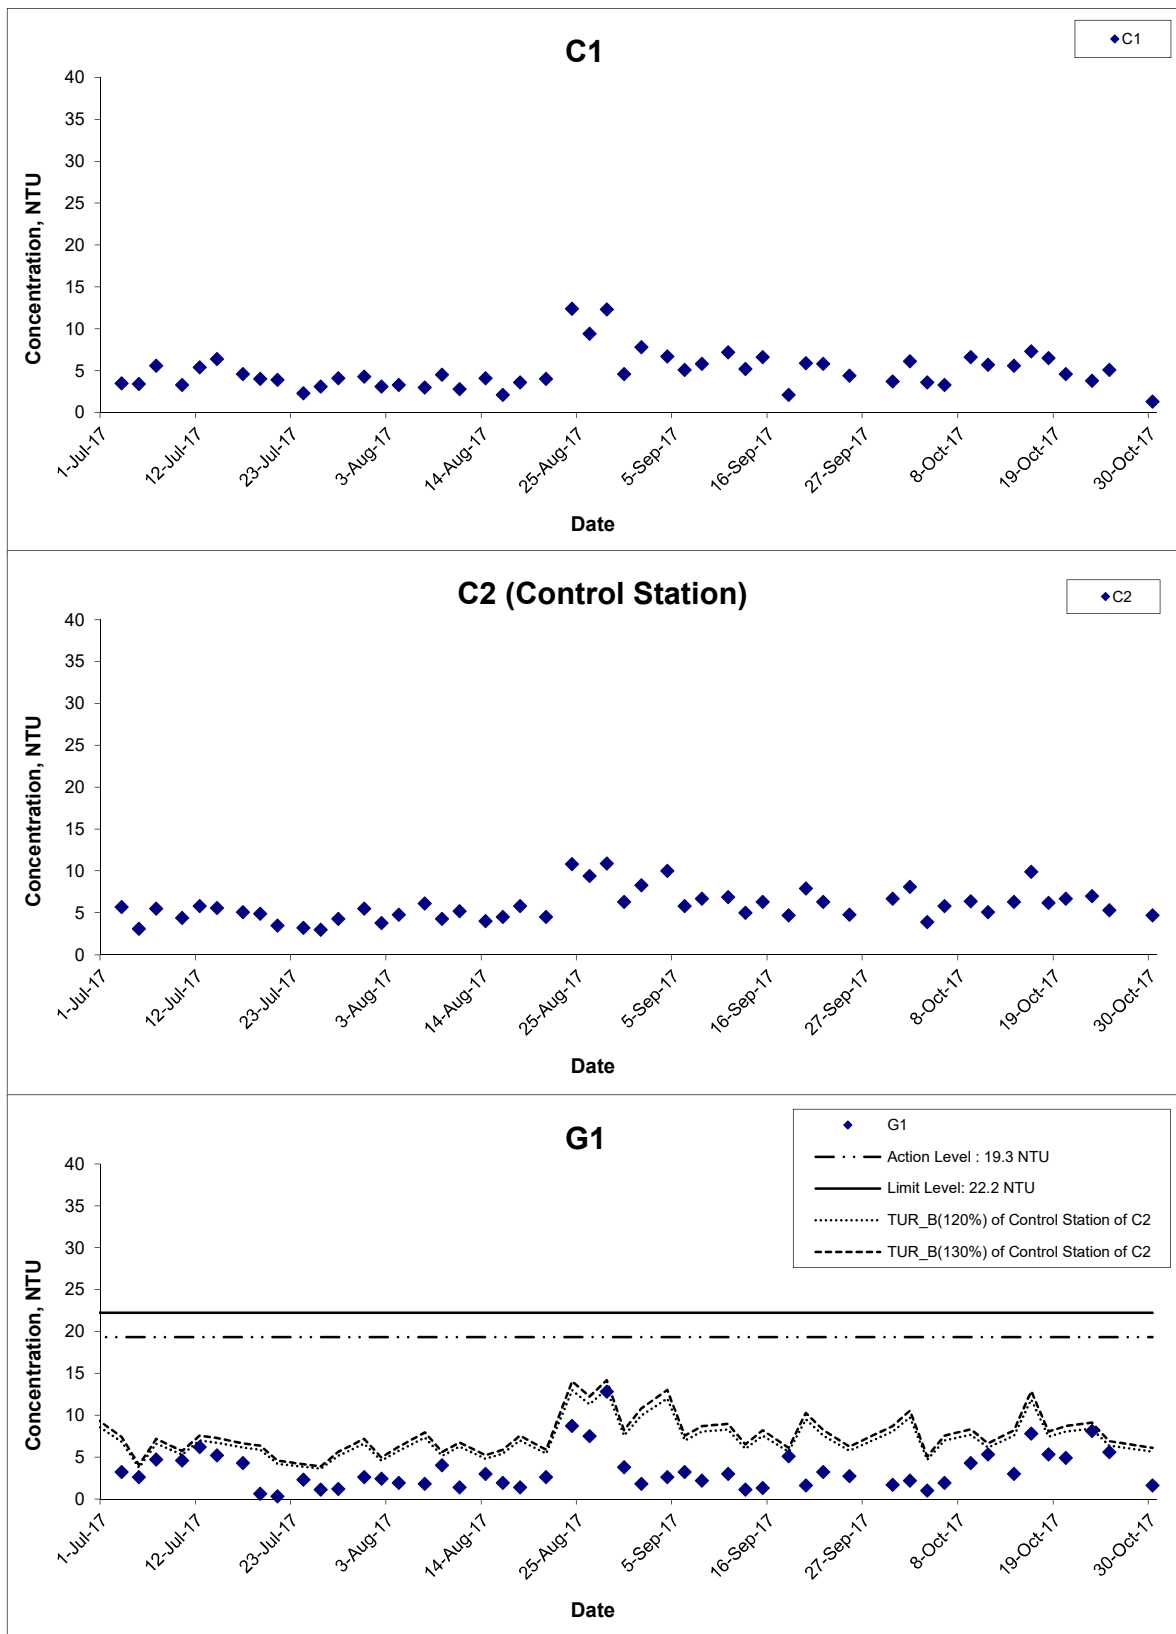 C1
C1
40
35
30
25
20
15
10
5
0
Concentration, NTU
1-Jul-17
12-Jul-17
23-Jul-17
3-Aug-17
14-Aug-17
25-Aug-17
5-Sep-17
16-Sep-17
27-Sep-17
8-Oct-17
19-Oct-17
30-Oct-17
Date
C2 (Control Station)
C2
40
35
30
25
20
15
10
5
0
Concentration, NTU
1-Jul-17
12-Jul-17
23-Jul-17
3-Aug-17
14-Aug-17
25-Aug-17
5-Sep-17
16-Sep-17
27-Sep-17
8-Oct-17
19-Oct-17
30-Oct-17
Date
G1
G1
Action Level : 19.3 NTU
Limit Level: 22.2 NTU
TUR_B(120%) of Control Station of C2
TUR_B(130%) of Control Station of C2
40
35
30
25
20
15
10
5
0
Concentration, NTU
1-Jul-17
12-Jul-17
23-Jul-17
3-Aug-17
14-Aug-17
25-Aug-17
5-Sep-17
16-Sep-17
27-Sep-17
8-Oct-17
19-Oct-17
30-Oct-17
Date